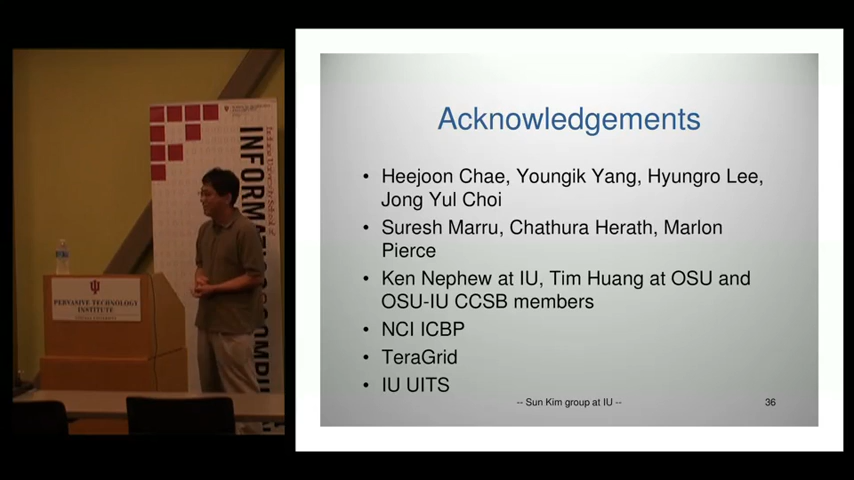 Acknowledgements
• Heejoon Chae, Youngik Yang, Hyungro Lee,
Jong Yul Choi
• Suresh Marru, Chathura Herath, Marlon
Pierce
• Ken Nephew at IU, Tim Huang at OSU and
OSU-IU CCSB members
• NCI ICBP
• TeraGrid
• IU UITS
-- Sun Kim group at IU --
36
PERVASIVE TECHNOLOGY
INSTITUTE